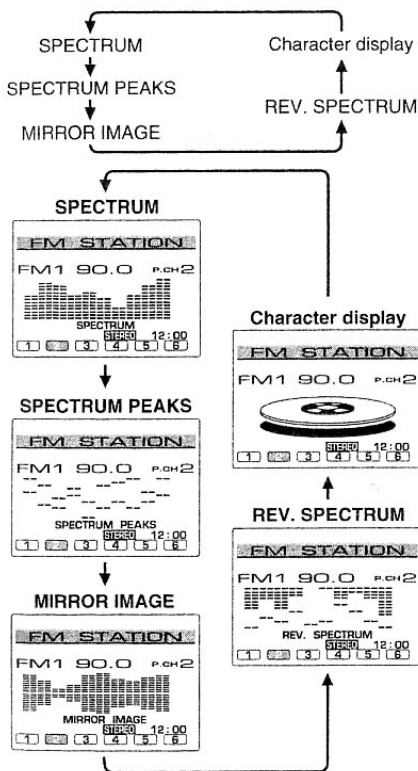 SPECTRUM
SPECTRUM PEAKS
MIRROR IMAGE
REV. SPECTRUM
Character display
SPECTRUM
FM STATION
FM1 90.0 P.CH2
SPECTRUM
STEREO 12:00
1 3 4 5 6
SPECTRUM PEAKS
FM STATION
FM1 90.0 P.CH2
SPECTRUM PEAKS
STEREO 12:00
1 3 4 5 6
MIRROR IMAGE
FM STATION
FM1 90.0 P.CH2
MIRROR IMAGE
STEREO 12:00
1 3 4 5 6
REV. SPECTRUM
FM STATION
FM1 90.0 P.CH2
REV. SPECTRUM
STEREO 12:00
1 3 4 5 6
Character display
FM STATION
FM1 90.0 P.CH2
STEREO 12:00
1 3 4 5 6